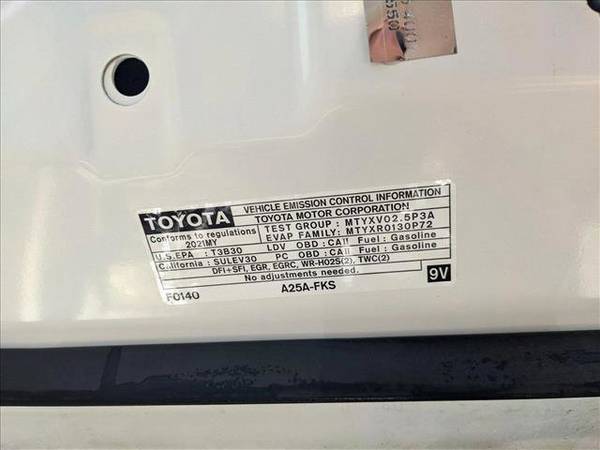 550
TOYOTA
VEHICLE EMISSION CONTROL INFORMATION
TOYOTA MOTOR CORPORATION
Conforms to regulations
2021MY
TEST GROUP : MTYXV02.5P3A
EVAP FAMILY: MTYXR0130P72
U.S.EPA : T3B30 LDV OBD : CAII Fuel : Gasoline
California : SULEV30 PC OBD : CAII Fuel : Gasoline
DFI+SFI, EGR, EGRC, WR-HO2S(2), TWC(2)
No adjustments needed.
9V
F0140
A25A-FKS